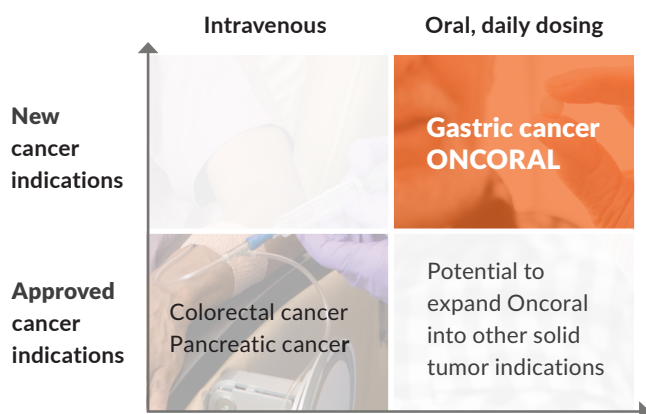 Intravenous
Oral, daily dosing
New
cancer
indications
Gastric cancer
ONCORAL
Approved
cancer
indications
Colorectal cancer
Pancreatic cancer
Potential to
expand Oncoral
into other solid
tumor indications